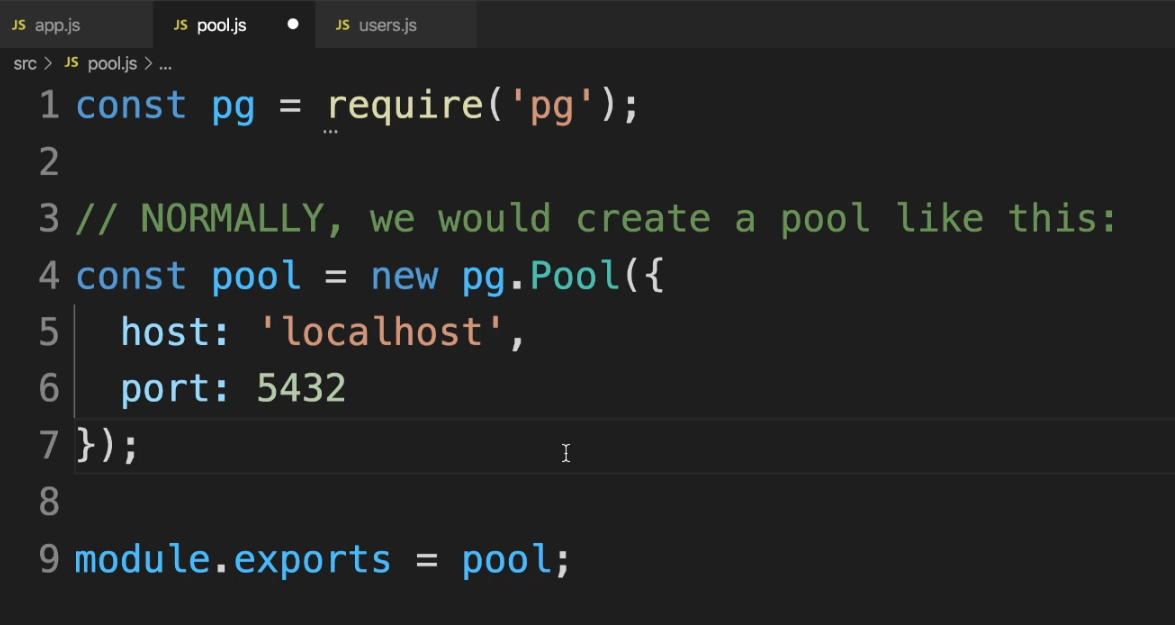 JS app.js
JS pool.js
JS users.js
src > JS pool.js > ...
1 const pg = require('pg');
2
3 // NORMALLY, we would create a pool like this:
4 const pool = new pg.Pool({
5   host: 'localhost',
6   port: 5432
7 });
8
9 module.exports = pool;